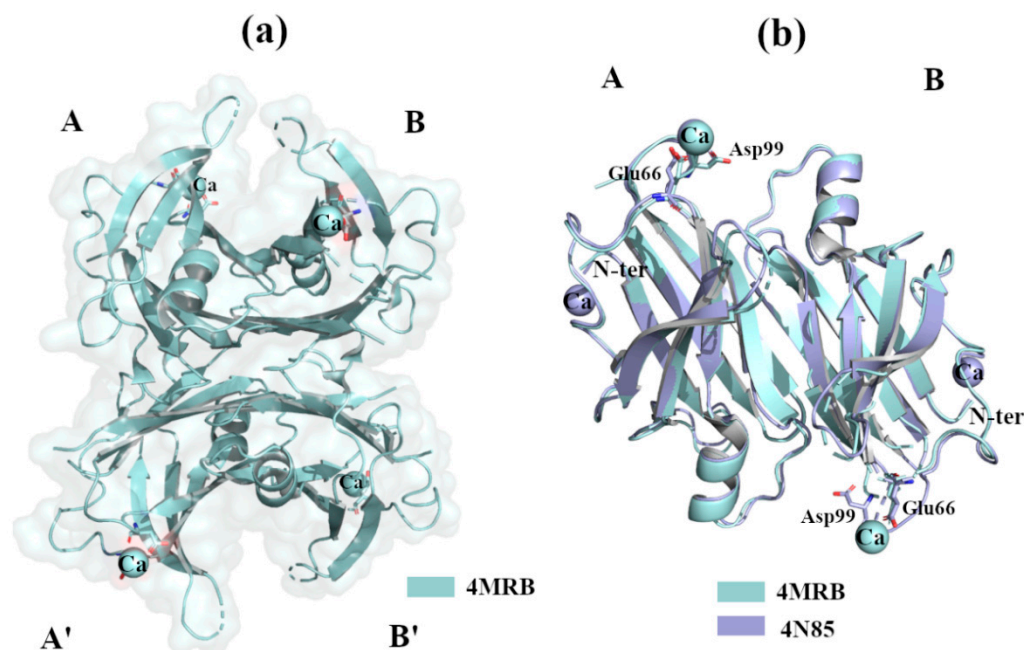 (a)
A
B
Ca
Ca
Ca
Ca
4MRB
A'
B'
(b)
A
B
Ca
Asp99
Glu66
N-ter
Ca
Ca
N-ter
Asp99
Glu66
Ca
4MRB
4N85